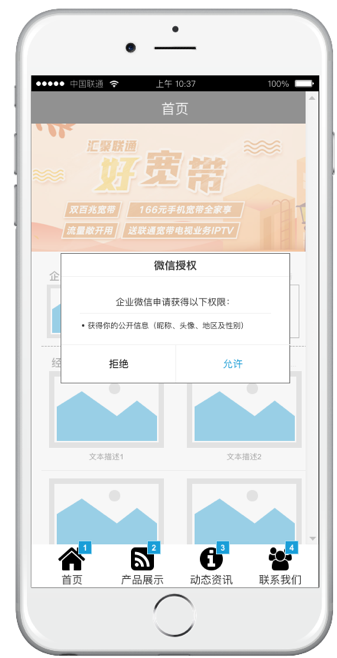 中国联通 上午 10:37 100%
首页
汇聚联通
好宽带
双百兆宽带 166元手机宽带全家享
流量敞开用 送联通宽带电视业务IPTV
企
微信授权
企业微信申请获得以下权限：
• 获得你的公开信息（昵称、头像、地区及性别）
拒绝 允许
经
文本描述1 文本描述2
1 2 3 4
首页 产品展示 动态资讯 联系我们